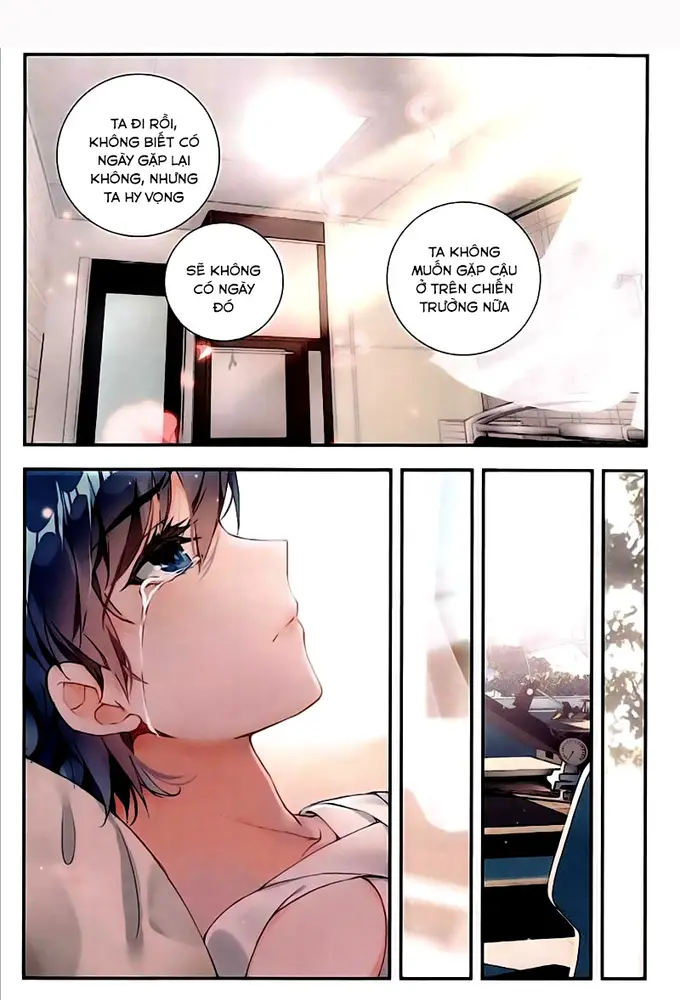 TA ĐI RỒI,
KHÔNG BIẾT CÓ
NGÀY GẶP LẠI
KHÔNG, NHƯNG
TA HY VỌNG
SẼ KHÔNG
CÓ NGÀY
ĐÓ
TA KHÔNG
MUỐN GẶP CẬU
Ở TRÊN CHIẾN
TRƯỜNG NỮA